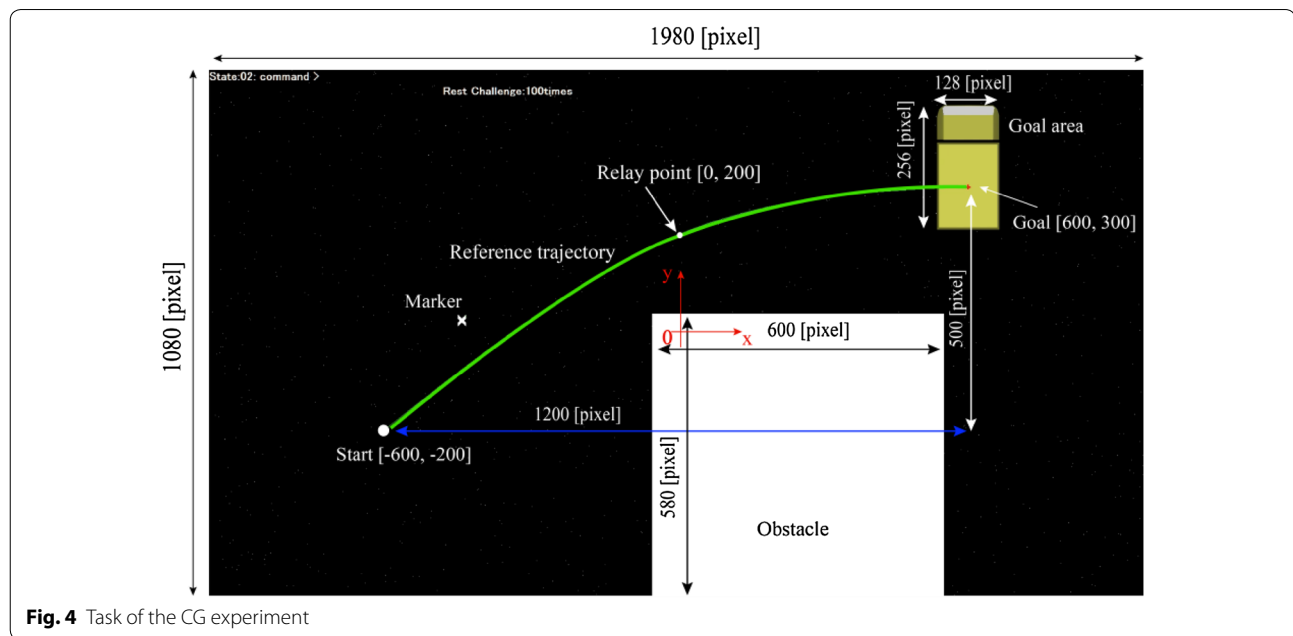 1980 [pixel]
State:02: command >
Rest Challenge:100times
128 [pixel]
256 [pixel]
Goal area
Relay point [0, 200]
Goal [600, 300]
Reference trajectory
1080 [pixel]
y
Marker
500 [pixel]
0
x
600 [pixel]
1200 [pixel]
Start [-600, -200]
580 [pixel]
Obstacle
Fig. 4 Task of the CG experiment